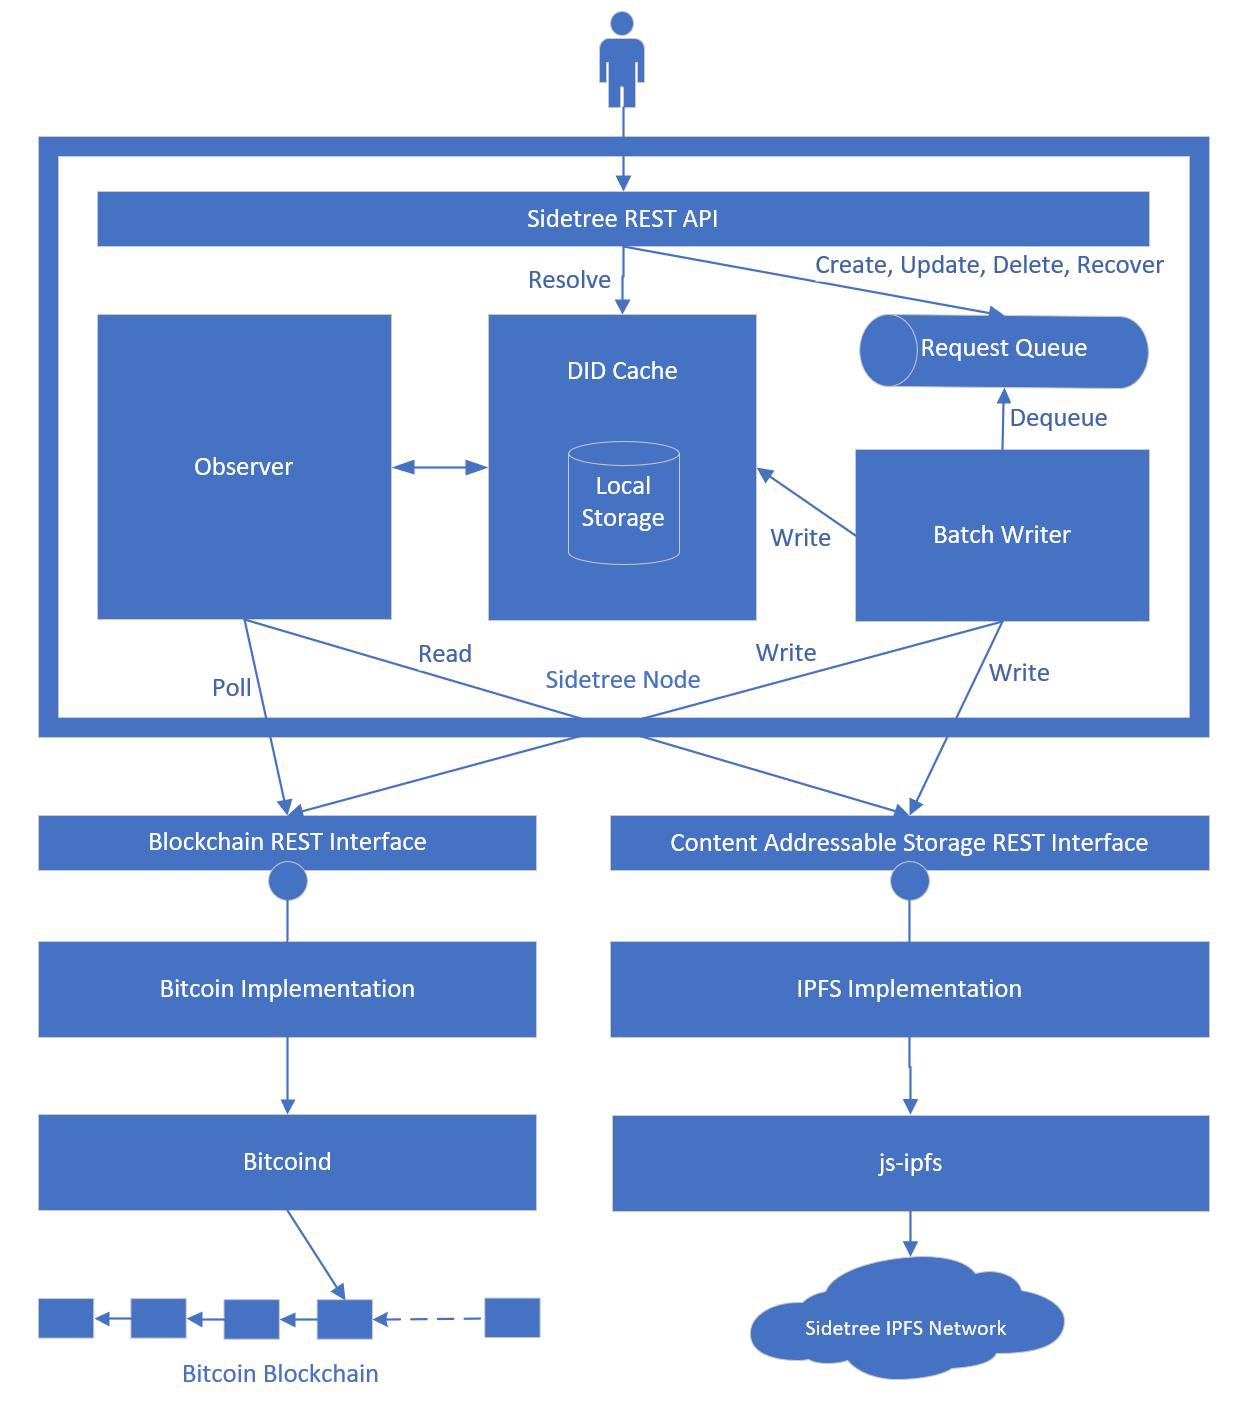 Sidetree REST API
Resolve
Create, Update, Delete, Recover
Request Queue
DID Cache
Dequeue
Observer
Local
Storage
Write
Batch Writer
Read
Write
Poll
Sidetree Node
Write
Blockchain REST Interface
Content Addressable Storage REST Interface
Bitcoin Implementation
IPFS Implementation
Bitcoind
js-ipfs
Sidetree IPFS Network
Bitcoin Blockchain